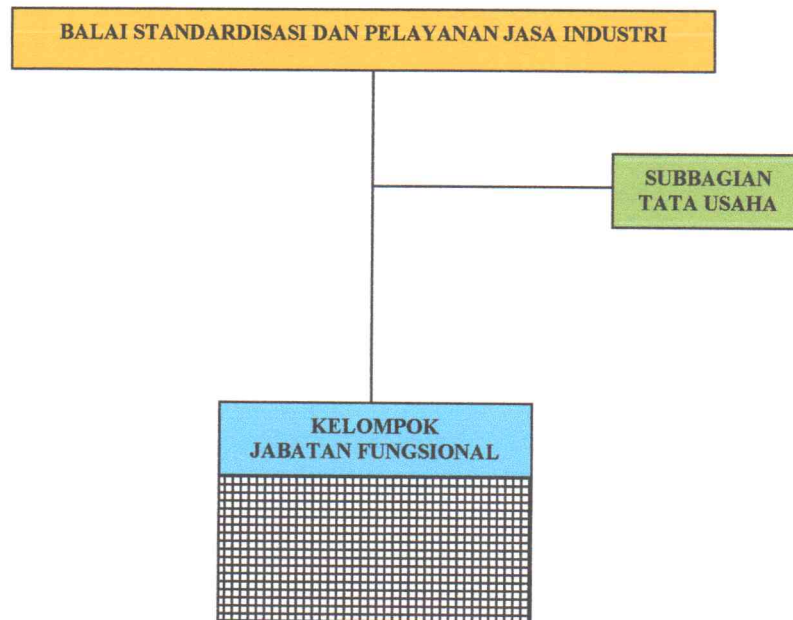 BALAI STANDARDISASI DAN PELAYANAN JASA INDUSTRI
SUBBAGIAN
TATA USAHA
KELOMPOK
JABATAN FUNGSIONAL